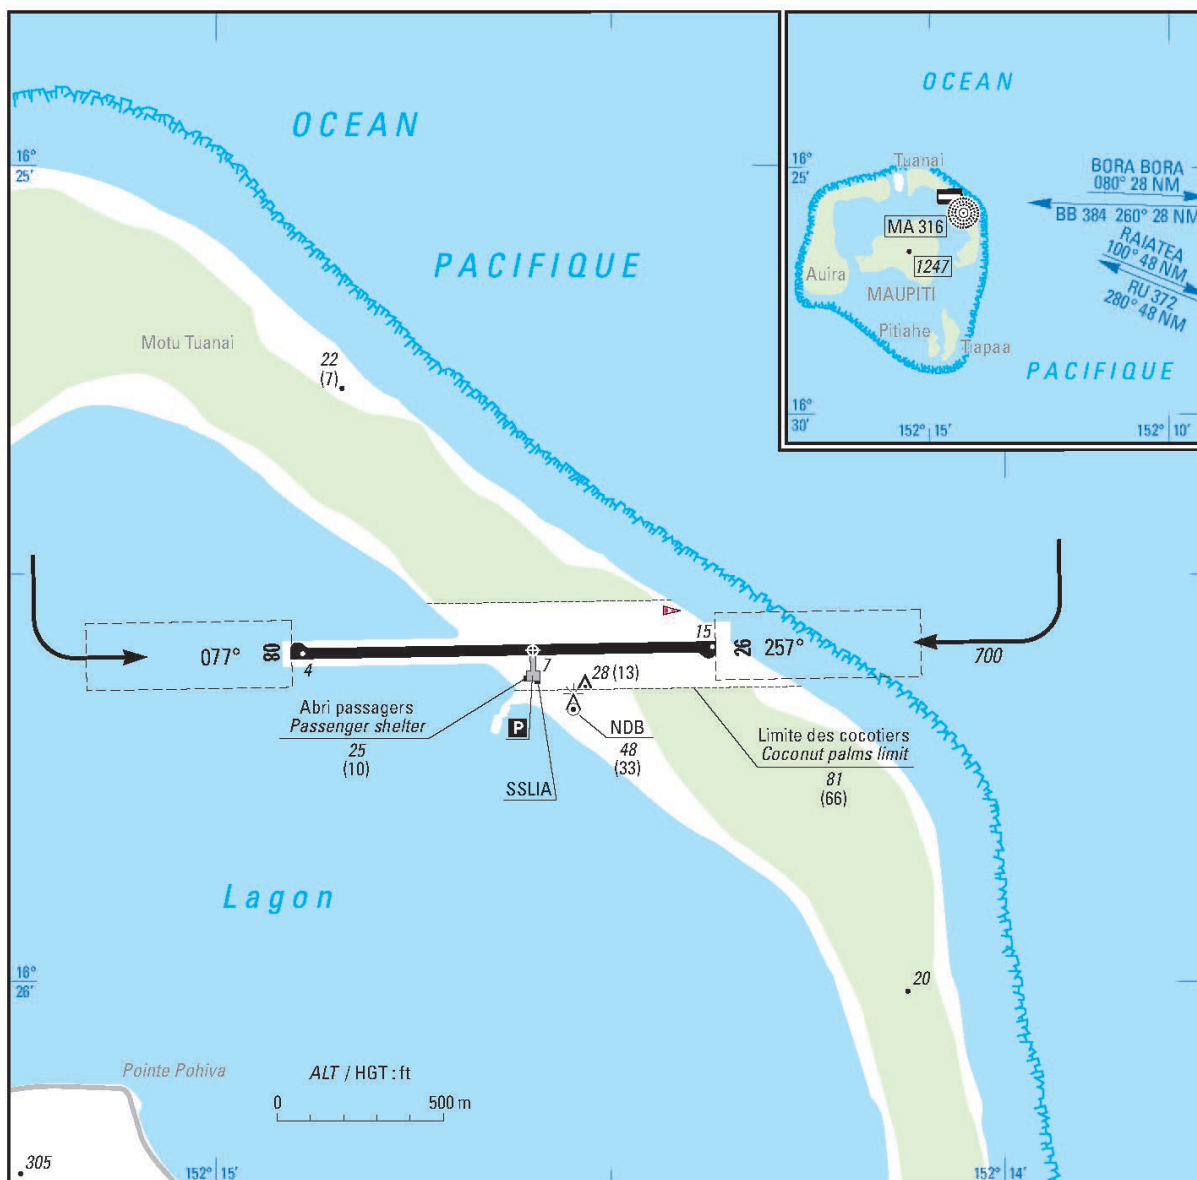 OCEAN
PACIFIQUE
16°
25'
Motu Tuanai
22
(7)
OCEAN
16°
25'
Tuanai
BORA BORA
080° 28 NM
BB 384 260° 28 NM
RAIATEA
100° 48 NM
RU 372
280° 48 NM
MA 316
1247
Auira
MAUPITI
Pitiahe
Tiapaa
PACIFIQUE
16°
30'
152° 15'
152° 10'
077°
08
4
15
26
257°
700
7
28 (13)
Abri passagers
Passenger shelter
25
(10)
P
SSLIA
NDB
48
(33)
Limite des cocotiers
Coconut palms limit
81
(66)
Lagon
16°
26'
20
Pointe Pohiva
ALT / HGT : ft
0 500 m
305
152° 15'
152° 14'